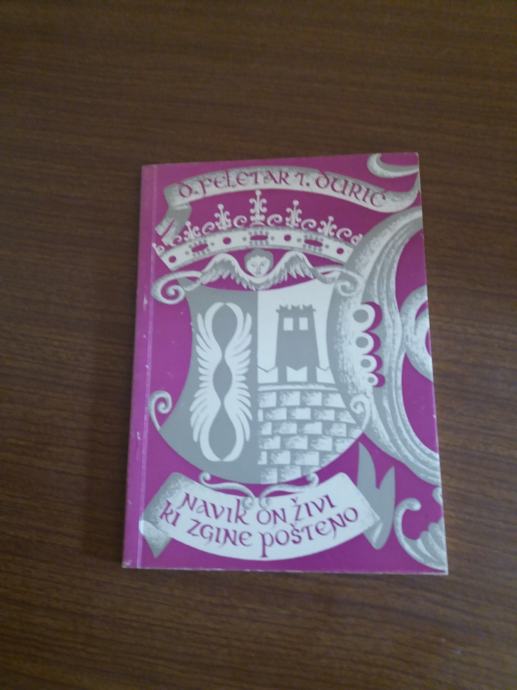 D. FELETAR T. ĐURIĆ
NAVIK ON ŽIVI
KI ZGINE POŠTENO